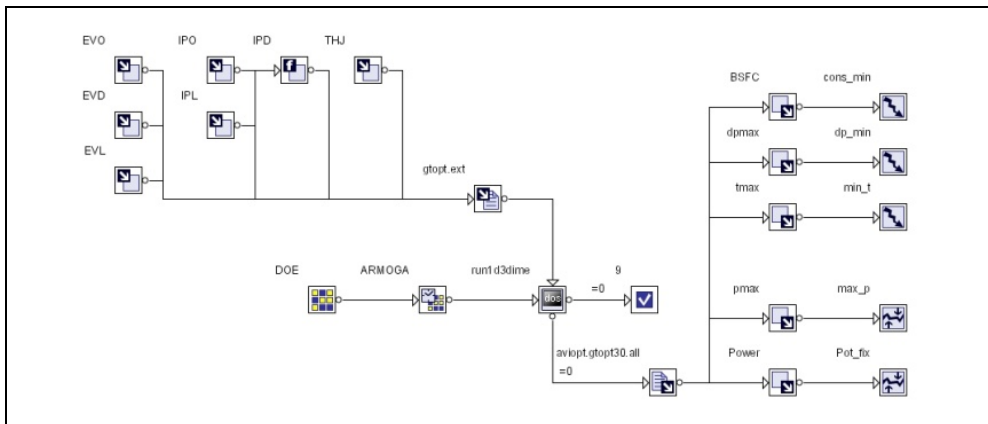 EVO IPO IPD THJ
BSFC cons_min
EVD IPL
dpmax dp_min
EVL
gtopt.ext
tmax min_t
DOE ARMOGA run1d3dime 9
=0
dos
pmax max_p
aviopt.gtopt30.all
=0
Power Pot_fix